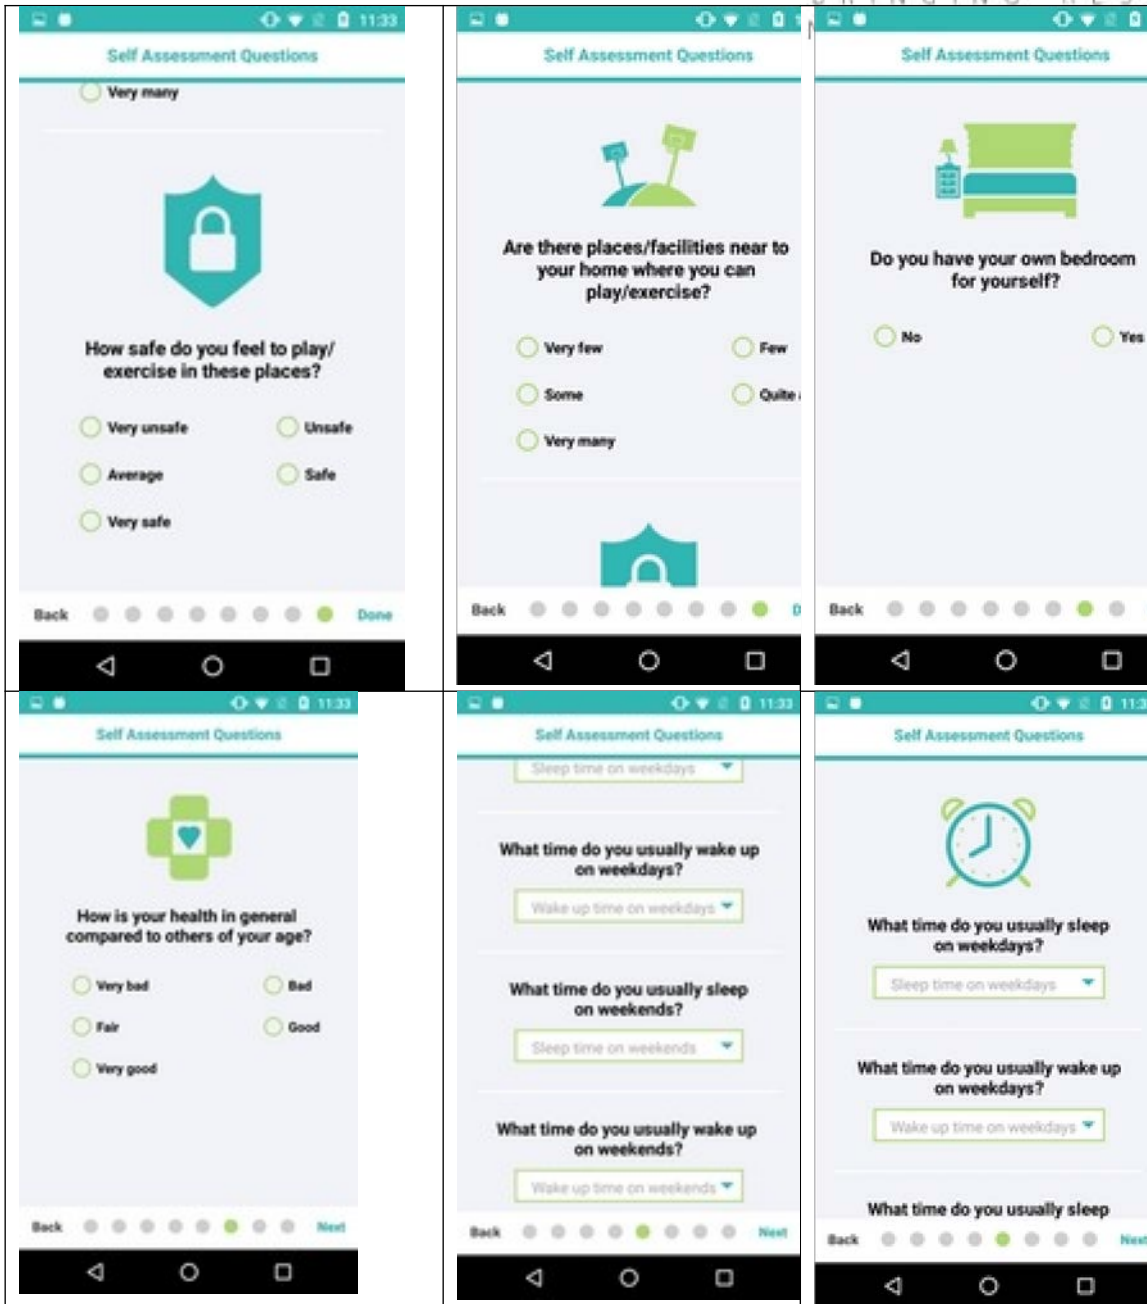 11:33
Self Assessment Questions
Very many
How safe do you feel to play/
exercise in these places?
Very unsafe
Unsafe
Average
Safe
Very safe
Back
Done
Self Assessment Questions
Are there places/facilities near to
your home where you can
play/exercise?
Very few
Few
Some
Quite
Very many
Back
D
Self Assessment Questions
Do you have your own bedroom
for yourself?
No
Yes
Back
11:33
Self Assessment Questions
How is your health in general
compared to others of your age?
Very bad
Bad
Fair
Good
Very good
Back
Next
11:33
Self Assessment Questions
Sleep time on weekdays
What time do you usually wake up
on weekdays?
Wake up time on weekdays
What time do you usually sleep
on weekends?
Sleep time on weekends
What time do you usually wake up
on weekends?
Wake up time on weekends
Back
Next
11:3
Self Assessment Questions
What time do you usually sleep
on weekdays?
Sleep time on weekdays
What time do you usually wake up
on weekdays?
Wake up time on weekdays
What time do you usually sleep
Back
Next